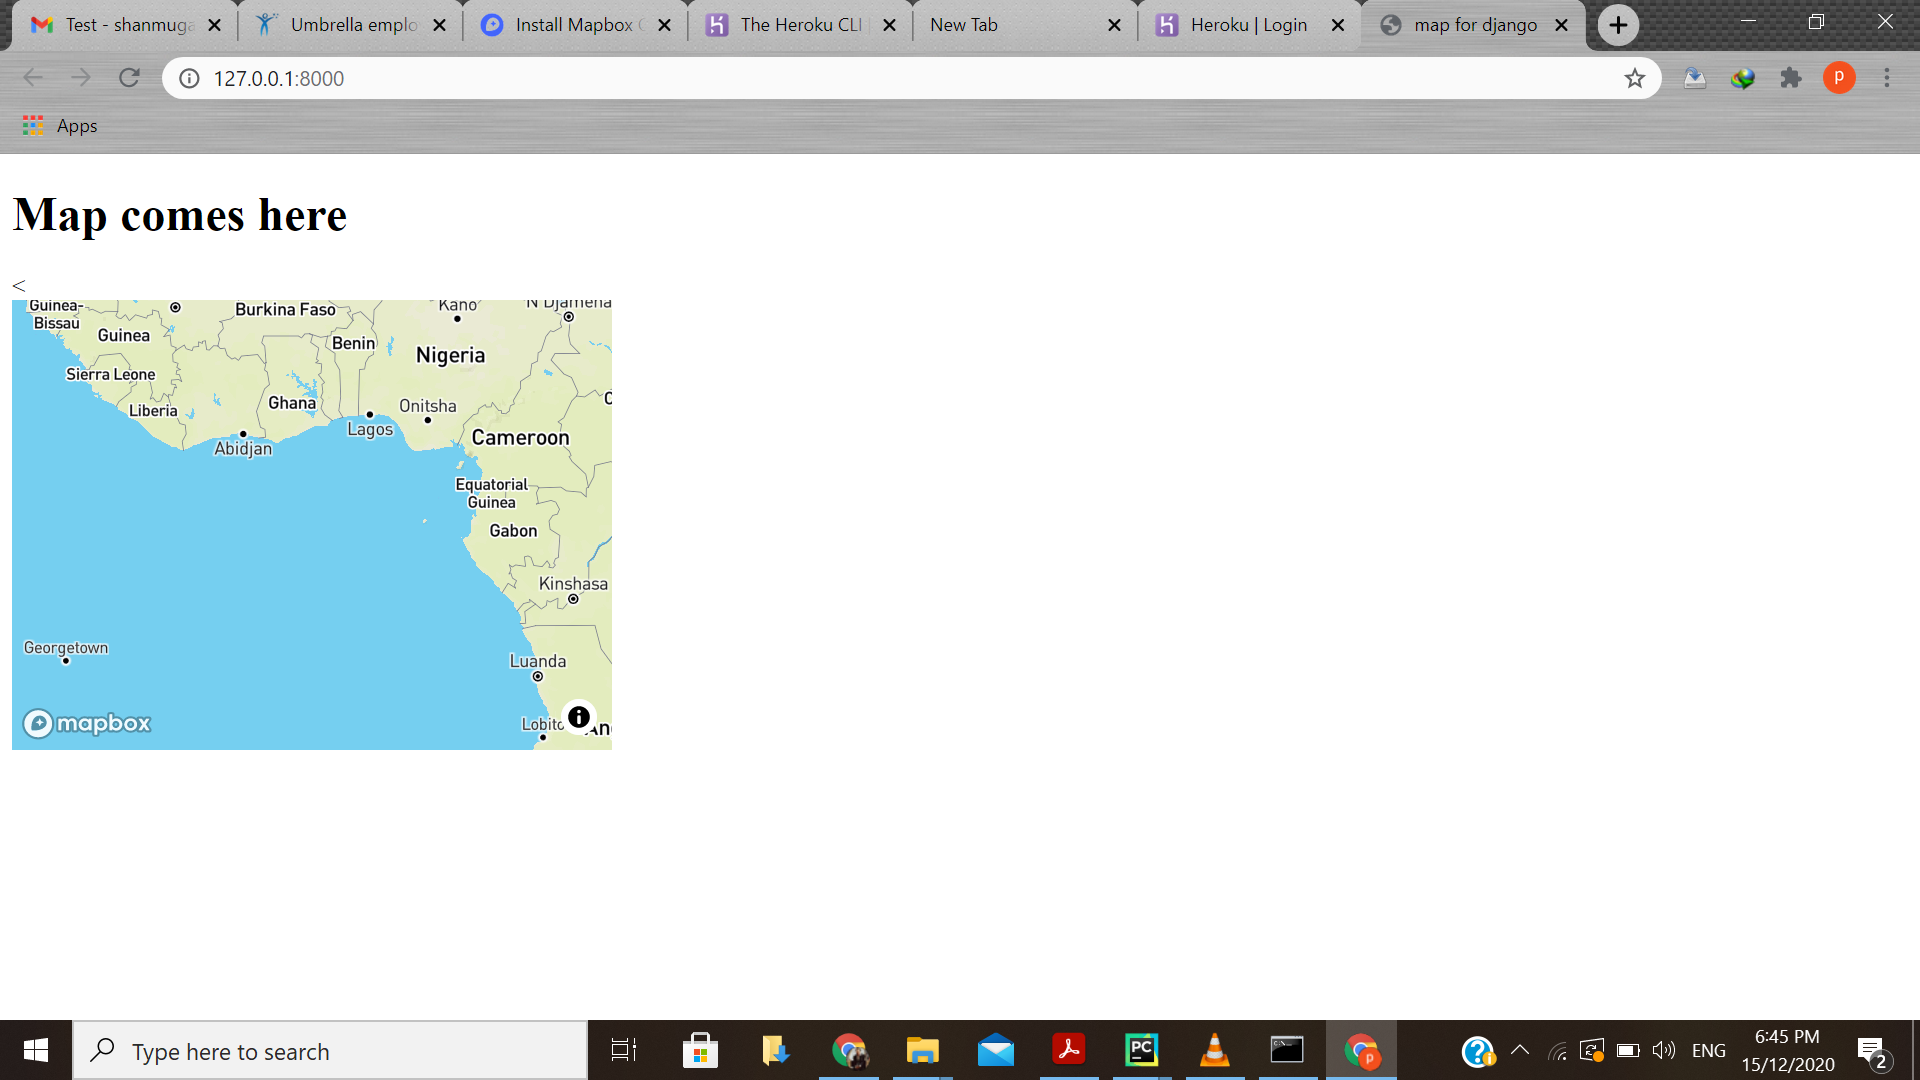 Test - shanmuga
Umbrella emplo
Install Mapbox
The Heroku CLI
New Tab
Heroku | Login
map for django
127.0.0.1:8000
p
Apps
Map comes here
<
Guinea-
Bissau
Burkina Faso
Kano
N'Djamena
Guinea
Benin
Nigeria
Sierra Leone
Liberia
Ghana
Onitsha
Lagos
Abidjan
Cameroon
Equatorial
Guinea
Gabon
Kinshasa
Georgetown
Luanda
mapbox
Lobito
An
Type here to search
PC
p
ENG
6:45 PM
15/12/2020
2